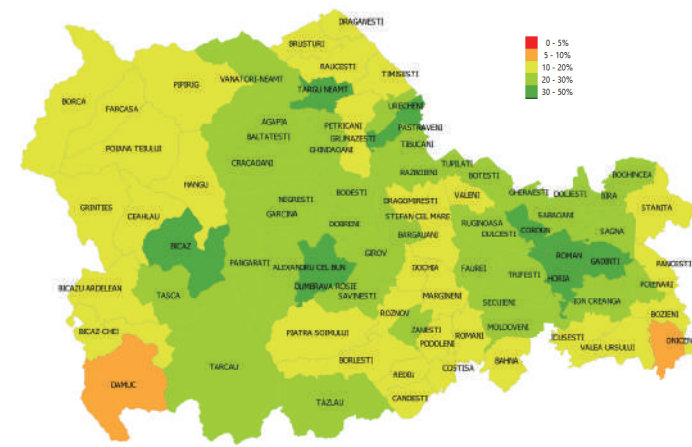 DRAGANESTI
BRUSTURI
RAUCESTI
TIMISESTI
0 - 5%
5 - 10%
10 - 20%
20 - 30%
30 - 50%
PIPIRIG
VANATORI-NEAMT
TARGU NEAMT
BORCA
FARCASA
URECHENI
AGAPIA
PETRICANI
PASTRAVENI
BALTATESTI
GRUMAZESTI
TIBUCANI
GHINDAOANI
POIANA TEIULUI
CRACAOANI
RAZBOIENI
TUPILATI
BOTESTI
BOGHINCEA
HANGU
BODESTI
VALENI
GHERAESTI
DOLJESTI
BIRA
NEGRESTI
DRAGOMIRESTI
STANITA
GRINTIES
CEAHLAU
GARCINA
STEFAN CEL MARE
SABAOANI
DOBRENI
RUGINOASA
SAGNA
BARGAUANI
DULCESTI
CORDUN
BICAZ
GIROV
ROMAN
PANGARATI
ALEXANDRU CEL BUN
DOCHIA
FAUREI
GADINTI
PANCESTI
TRIFESTI
HORIA
BICAZU ARDELEAN
DUMBRAVA ROSIE
POIENARI
TASCA
SAVINESTI
MARGINENI
SECUIENI
ION CREANGA
ROZNOV
BOZIENI
BICAZ-CHEI
PIATRA SOIMULUI
ZANESTI
MOLDOVENI
ROMANI
ICUSESTI
ONICENI
PODOLENI
VALEA URSULUI
BORLESTI
BAHNA
TARCAU
COSTISA
REDIU
DAMUC
TAZLAU
CANDESTI